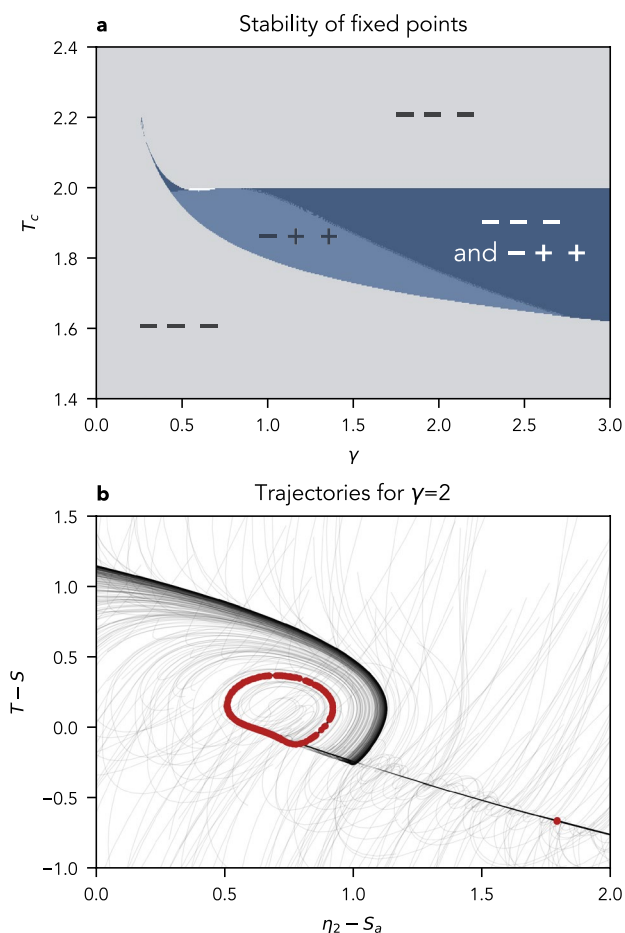 a Stability of fixed points
2.4
2.2
2.0
1.8
1.6
1.4
T_c
− − −
− + +
− − −
and − + +
− − −
0.0 0.5 1.0 1.5 2.0 2.5 3.0
γ
b Trajectories for γ=2
1.5
1.0
0.5
0.0
−0.5
−1.0
T − S
0.0 0.5 1.0 1.5 2.0
η₂ − Sₐ